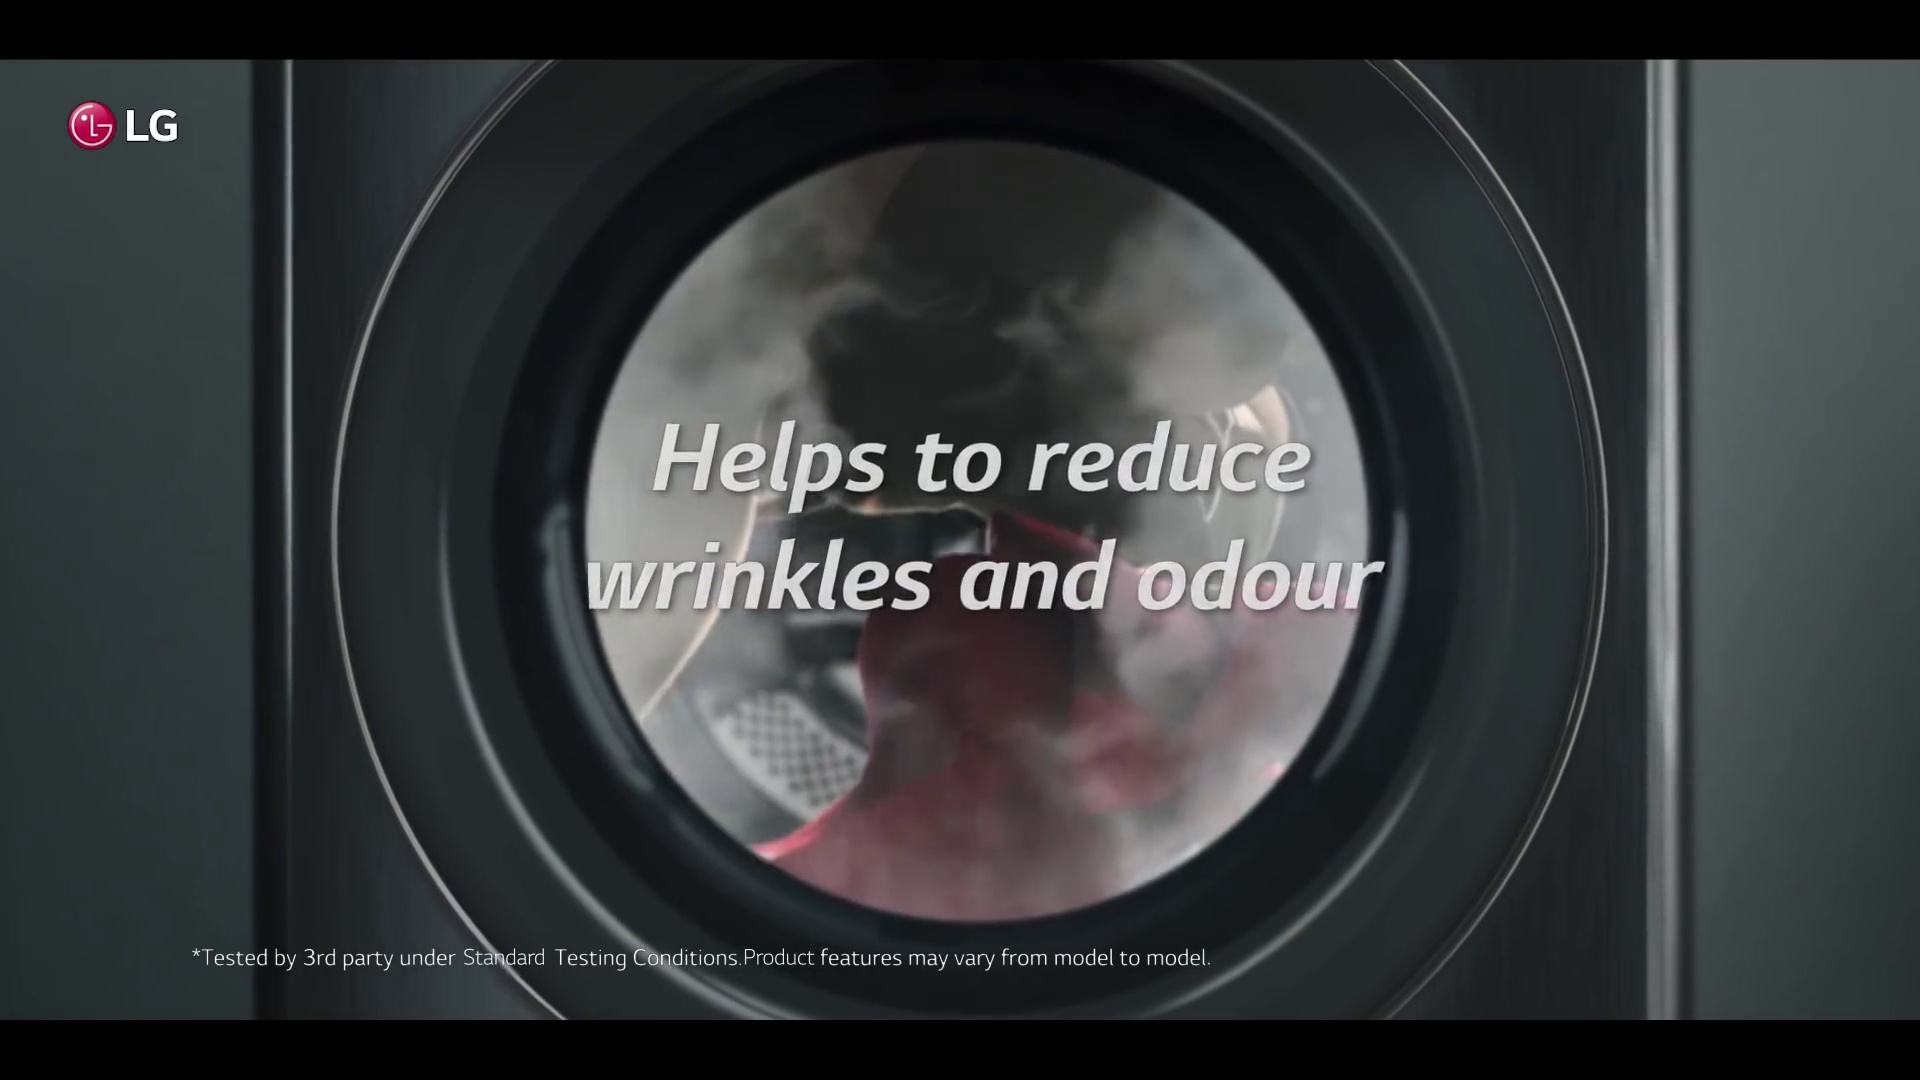 LG
Helps to reduce
wrinkles and odour
*Tested by 3rd party under Standard Testing Conditions.Product features may vary from model to model.